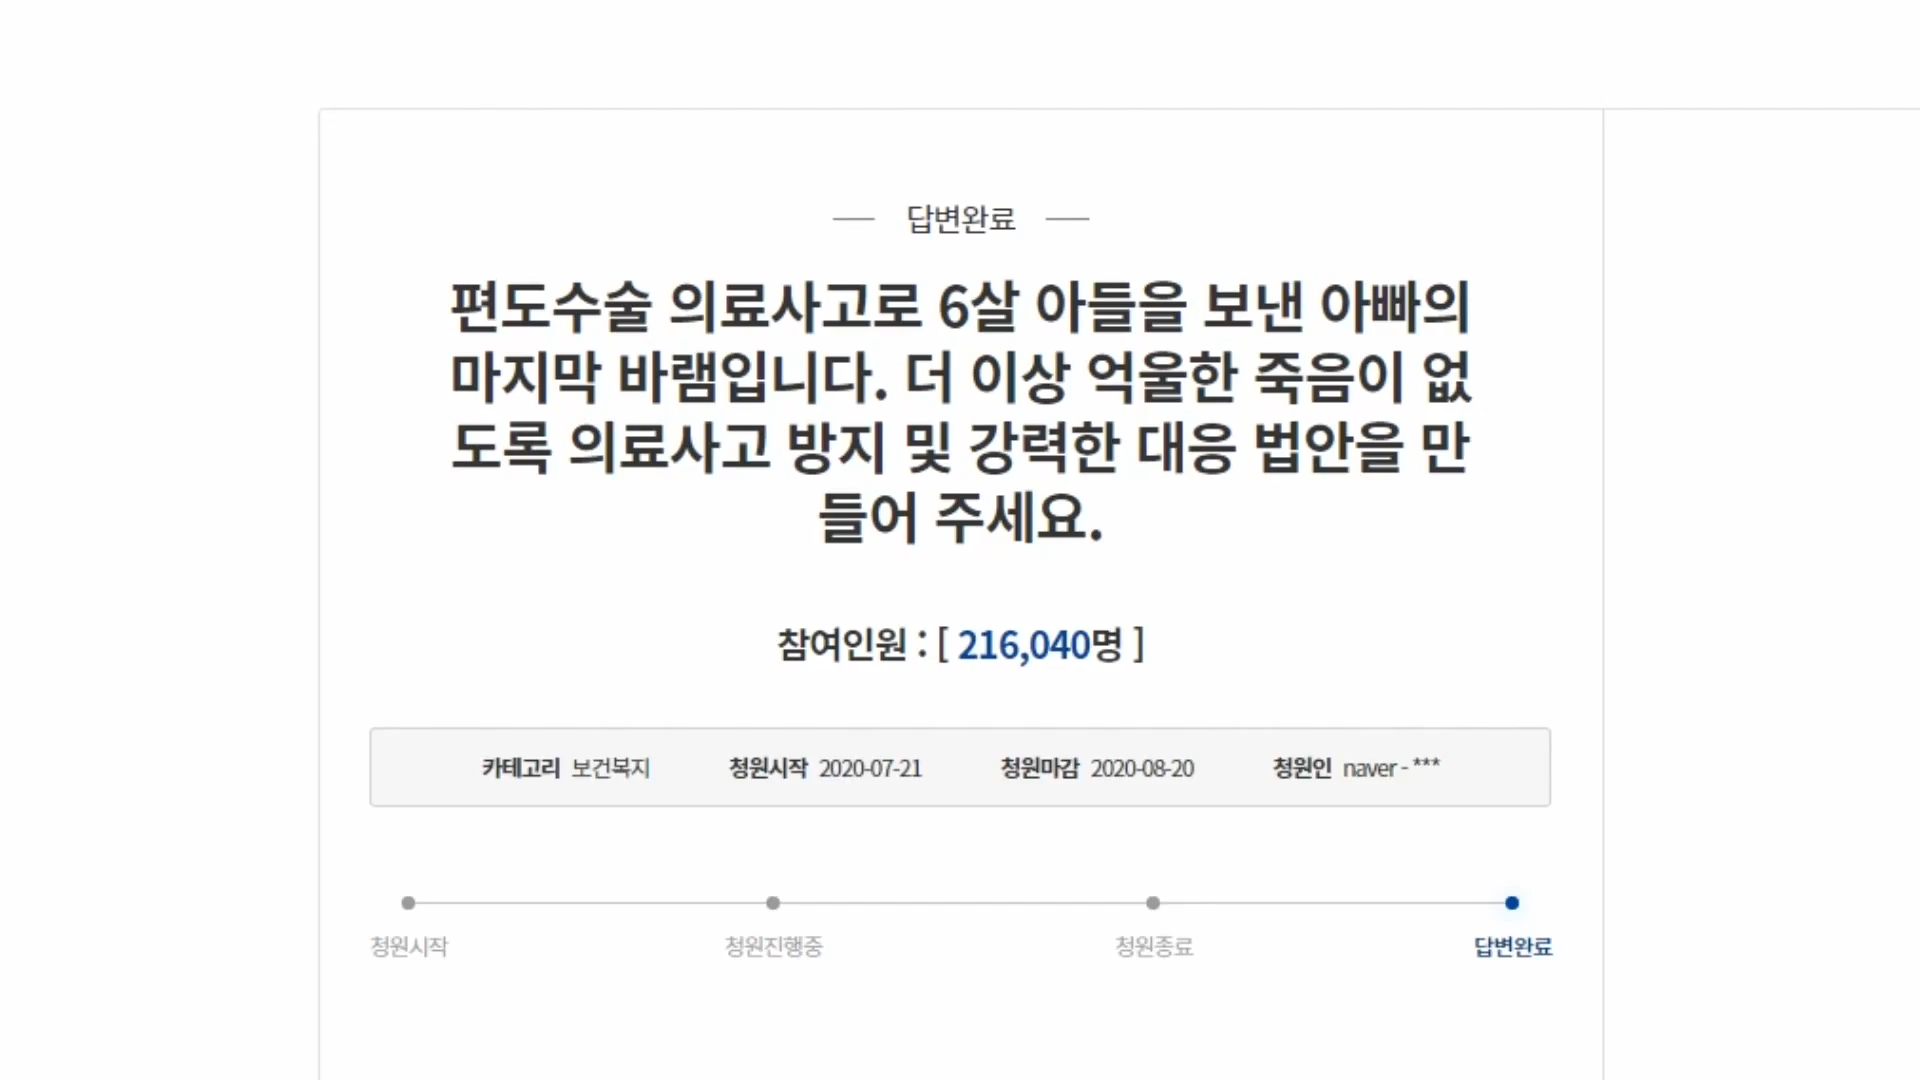 답변완료
편도수술 의료사고로 6살 아들을 보낸 아빠의
마지막 바램입니다. 더 이상 억울한 죽음이 없
도록 의료사고 방지 및 강력한 대응 법안을 만
들어 주세요.
참여인원 : [ 216,040명 ]
카테고리 보건복지 청원시작 2020-07-21 청원마감 2020-08-20 청원인 naver - ***
청원시작 청원진행중 청원종료 답변완료